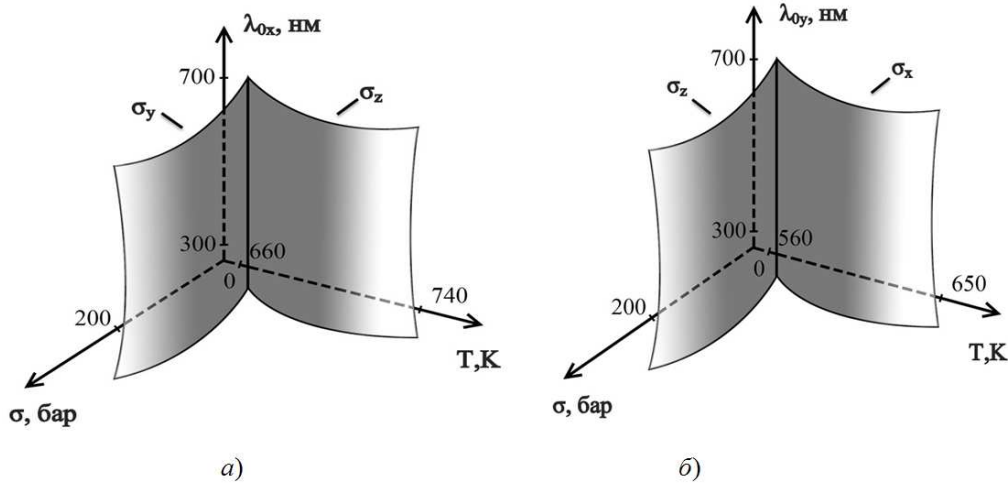 λ₀ₓ, нм
700
σy
σz
300
660
0
740
200
T,K
σ, бар
а)
λ₀y, нм
700
σz
σx
300
560
0
650
200
T,K
σ, бар
б)